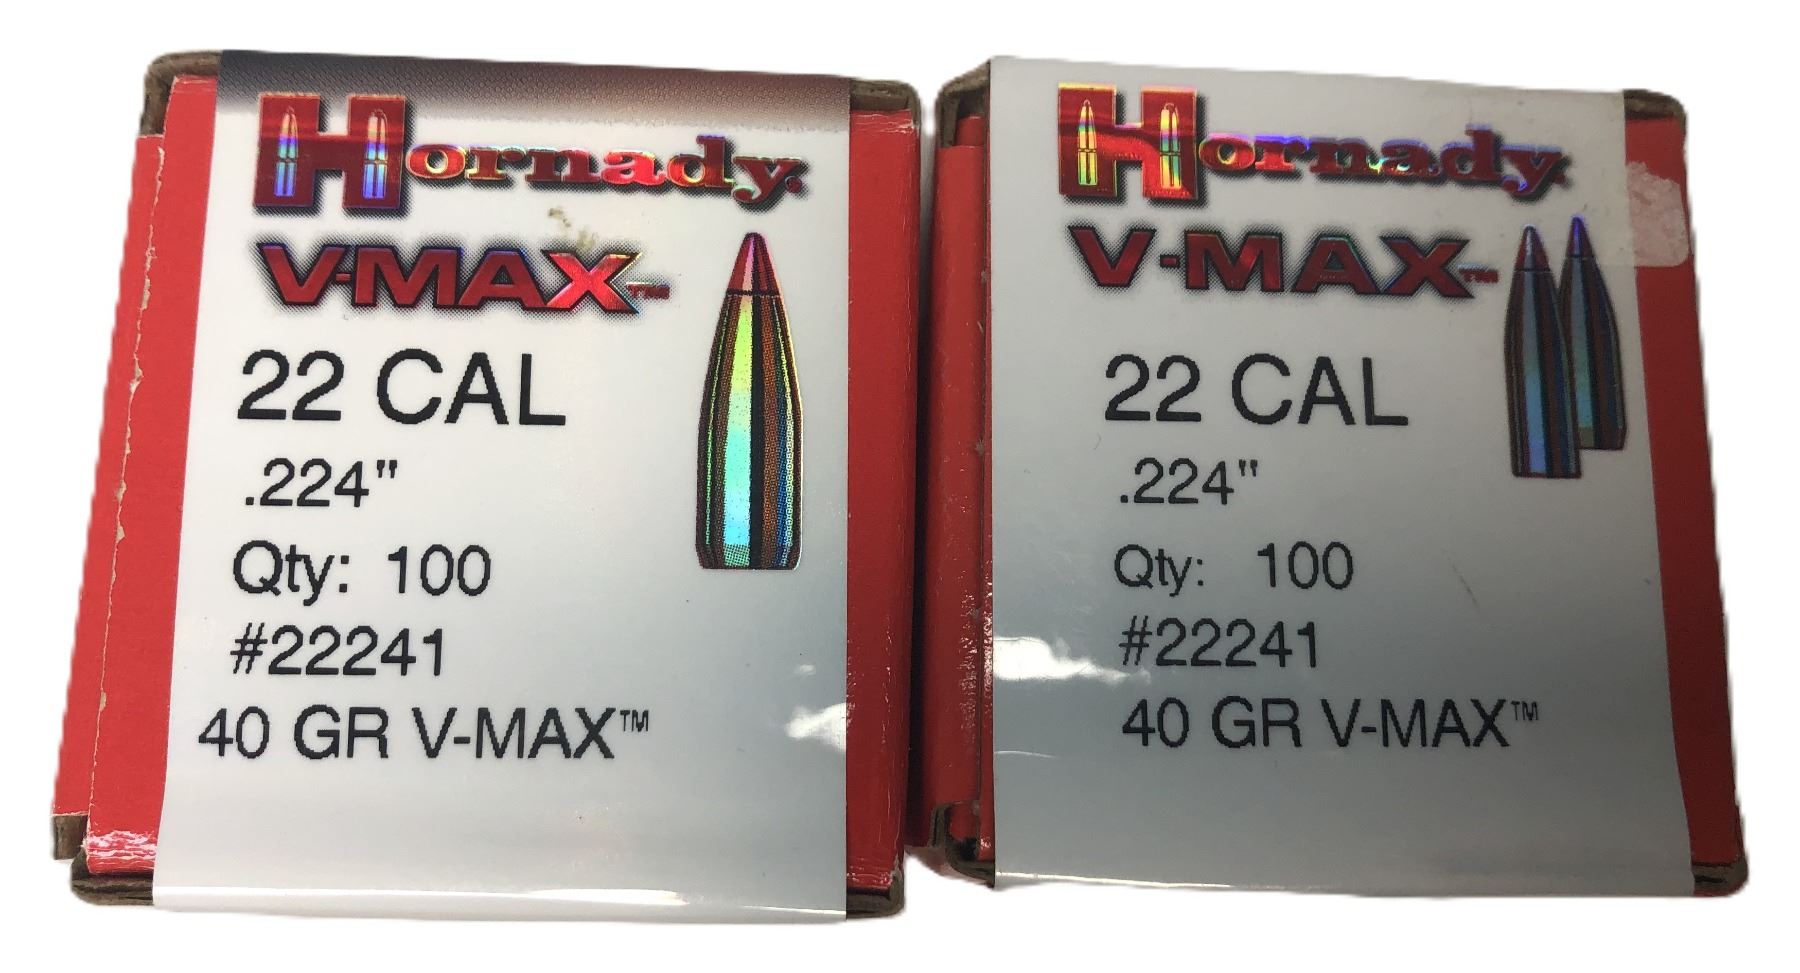 Hornady.
V-MAX™
22 CAL
.224"
Qty: 100
#22241
40 GR V-MAX™
Hornady.
V-MAX™
22 CAL
.224"
Qty: 100
#22241
40 GR V-MAX™